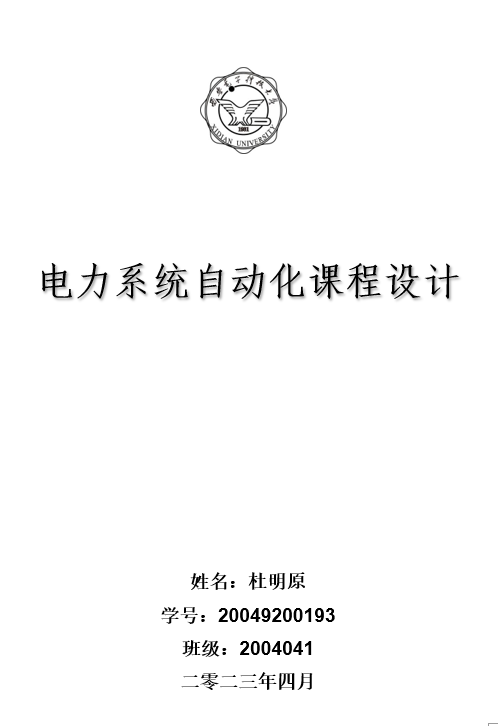 西安电子科技大学
XIDIAN UNIVERSITY
1931
电力系统自动化课程设计
姓名：杜明原
学号：20049200193
班级：2004041
二零二三年四月